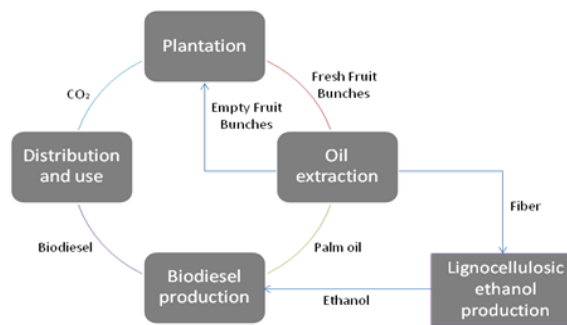 Plantation
CO₂
Fresh Fruit
Bunches
Empty Fruit
Bunches
Distribution
and use
Oil
extraction
Fiber
Biodiesel
Palm oil
Biodiesel
production
Ethanol
Lignocellulosic
ethanol
production